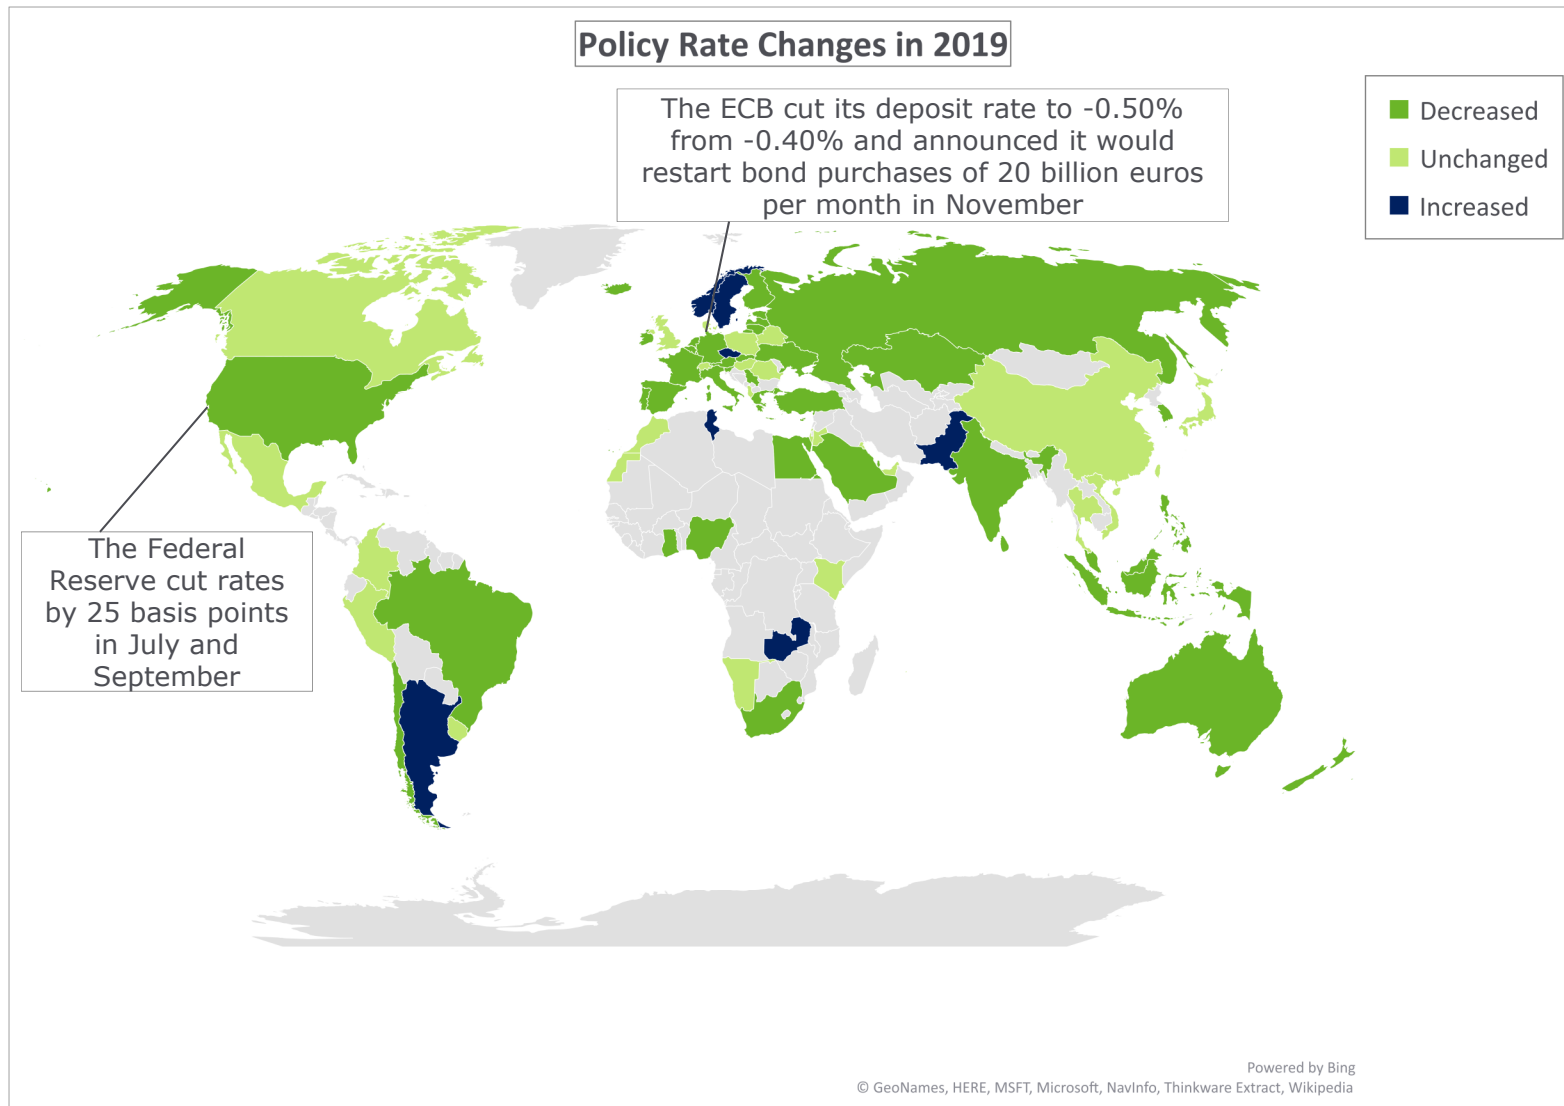 Policy Rate Changes in 2019
The ECB cut its deposit rate to -0.50%
from -0.40% and announced it would
restart bond purchases of 20 billion euros
per month in November
Decreased
Unchanged
Increased
The Federal
Reserve cut rates
by 25 basis points
in July and
September
Powered by Bing
© GeoNames, HERE, MSFT, Microsoft, NavInfo, Thinkware Extract, Wikipedia